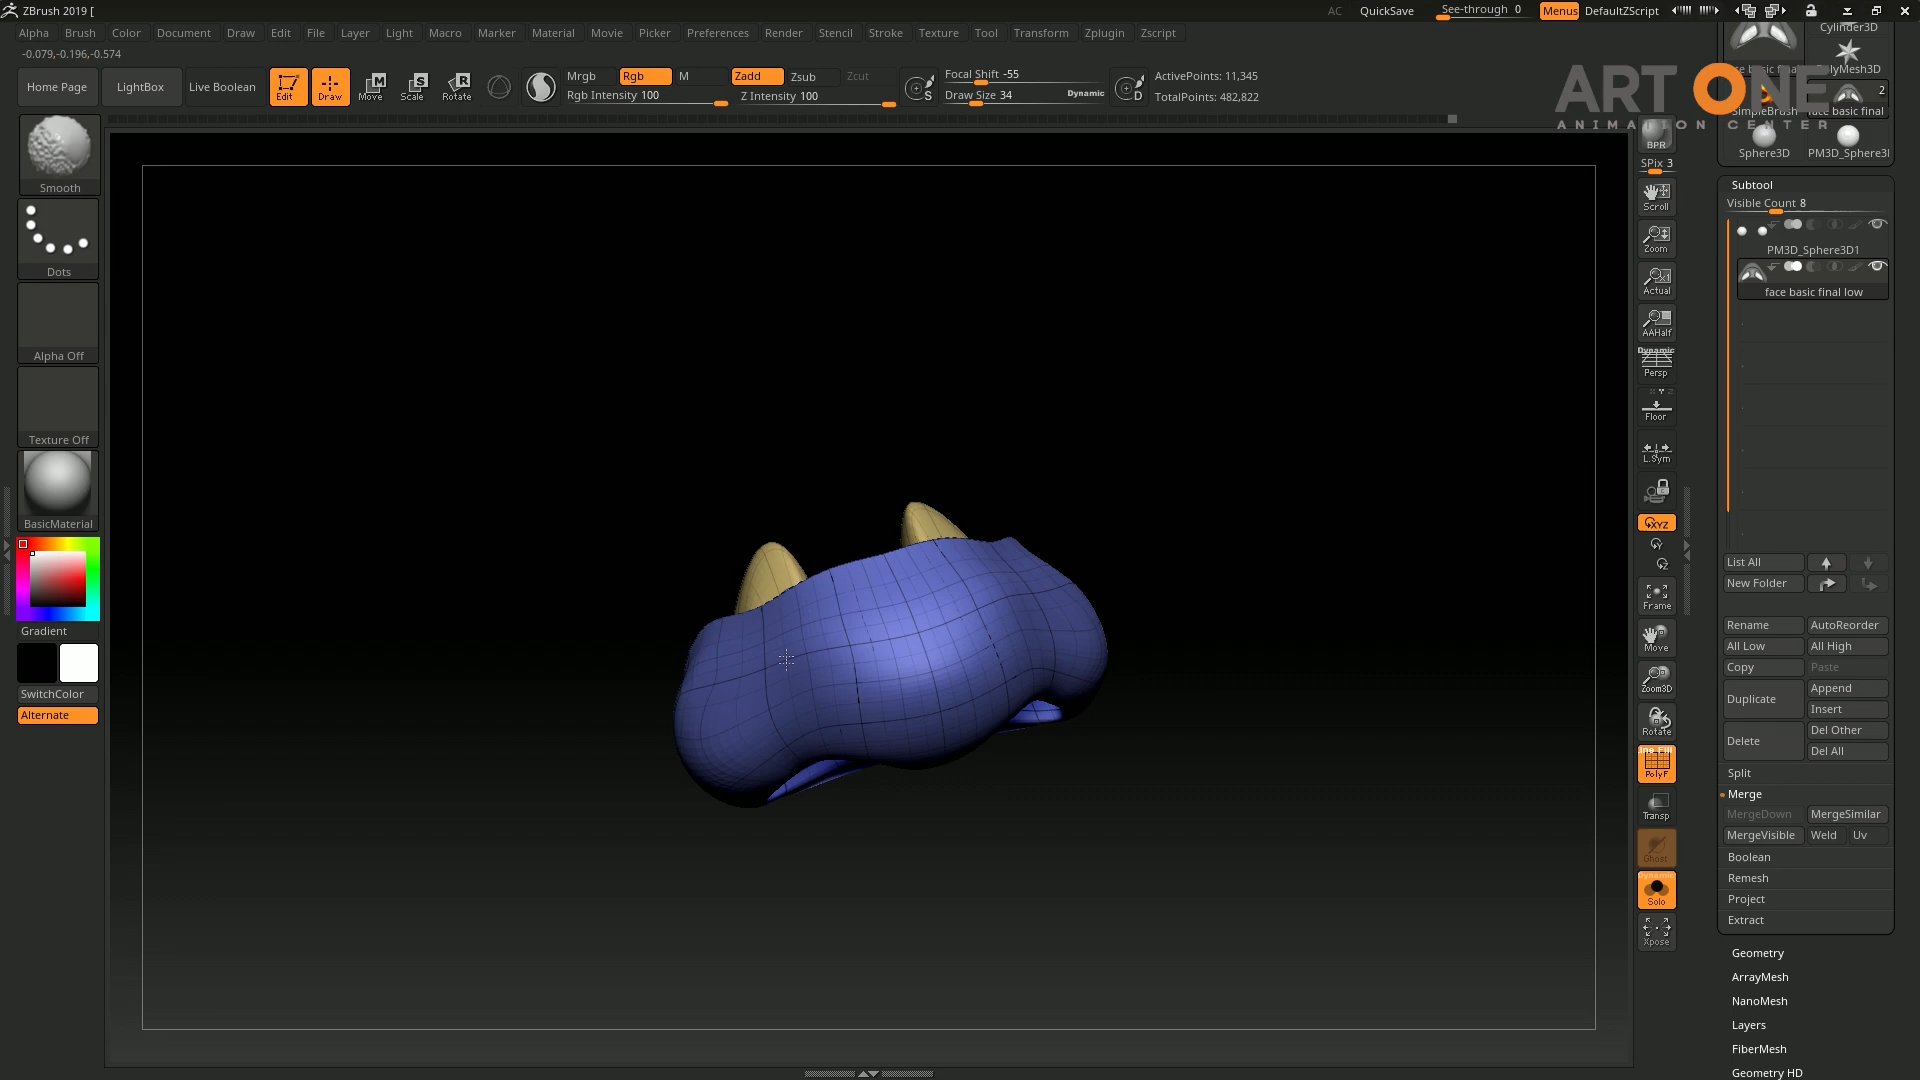 ZBrush 2019 [
AC QuickSave See-through 0 Menus DefaultZScript
Alpha Brush Color Document Draw Edit File Layer Light Macro Marker Material Movie Picker Preferences Render Stencil Stroke Texture Tool Transform Zplugin Zscript
-0.079,-0.196,-0.574
Home Page LightBox Live Boolean Edit Draw Move Scale Rotate
Mrgb Rgb M Zadd Zsub Zcut
Rgb Intensity 100 Z Intensity 100
Focal Shift -55
Draw Size 34 Dynamic
ActivePoints: 11,345
TotalPoints: 482,822
ART ONE
ANIMATION CENTER
Smooth
Dots
Alpha Off
Texture Off
BasicMaterial
Gradient
SwitchColor
Alternate
BPR
SPix 3
Scroll
Zoom
Actual
AAHalf
Dynamic
Persp
Floor
L.Sym
XYZ
Y
Z
Frame
Move
Zoom3D
Rotate
PolyF
Transp
Ghost
Dynamic
Solo
Xpose
Cylinder3D
PolyMesh3D
2
SimpleBrush face basic final
Sphere3D PM3D_Sphere3I
Subtool
Visible Count 8
PM3D_Sphere3D1
face basic final low
List All
New Folder
Rename AutoReorder
All Low All High
Copy Paste
Duplicate Append
Insert
Delete Del Other
Del All
Split
Merge
MergeDown MergeSimilar
MergeVisible Weld Uv
Boolean
Remesh
Project
Extract
Geometry
ArrayMesh
NanoMesh
Layers
FiberMesh
Geometry HD